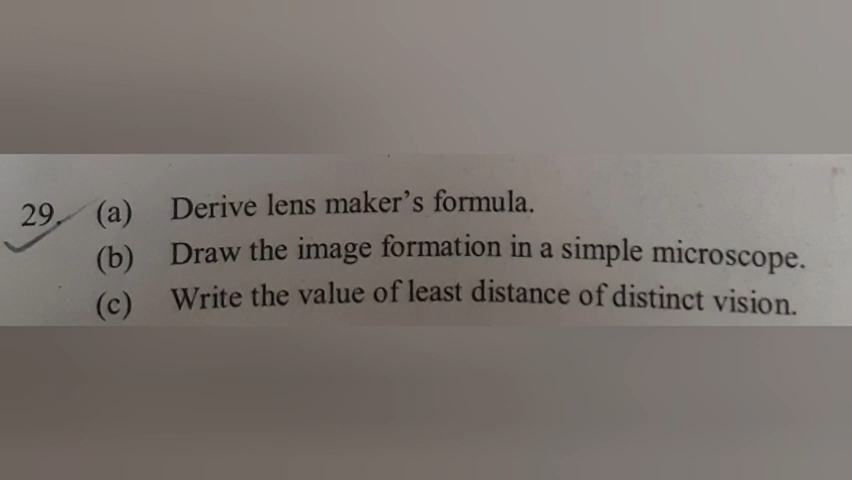 29. (a) Derive lens maker's formula.
(b) Draw the image formation in a simple microscope.
(c) Write the value of least distance of distinct vision.